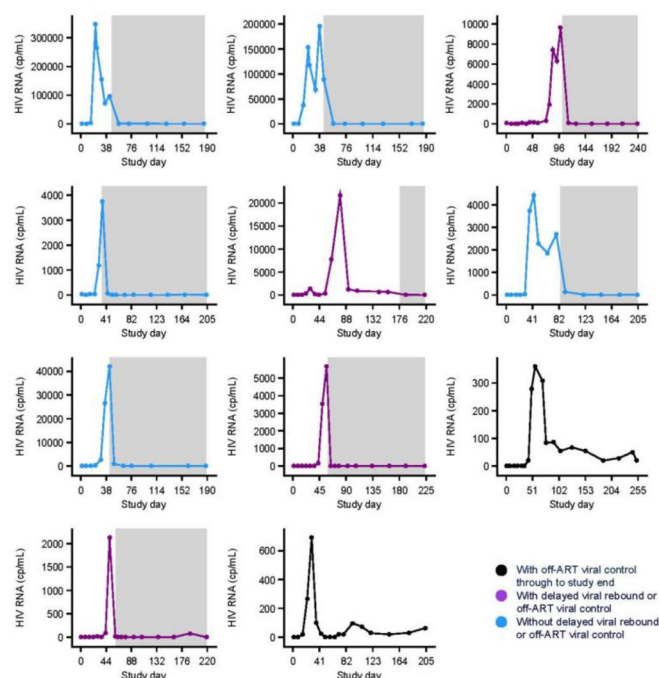 HIV RNA (cp/mL)
300000
200000
100000
0
0 38 76 114 152 190
Study day
HIV RNA (cp/mL)
200000
150000
100000
50000
0
0 38 76 114 152 190
Study day
HIV RNA (cp/mL)
10000
8000
6000
4000
2000
0
0 48 96 144 192 240
Study day
HIV RNA (cp/mL)
4000
3000
2000
1000
0
0 41 82 123 164 205
Study day
HIV RNA (cp/mL)
20000
15000
10000
5000
0
0 44 88 132 176 220
Study day
HIV RNA (cp/mL)
5000
4000
3000
2000
1000
0
0 41 82 123 164 205
Study day
HIV RNA (cp/mL)
40000
30000
20000
10000
0
0 38 76 114 152 190
Study day
HIV RNA (cp/mL)
5000
4000
3000
2000
1000
0
0 45 90 135 180 225
Study day
HIV RNA (cp/mL)
300
200
100
0
0 51 102 153 204 255
Study day
HIV RNA (cp/mL)
2000
1500
1000
500
0
0 44 88 132 176 220
Study day
HIV RNA (cp/mL)
600
400
200
0
0 41 82 123 164 205
Study day
With off-ART viral control
through to study end
With delayed viral rebound or
off-ART viral control
Without delayed viral rebound
or off-ART viral control